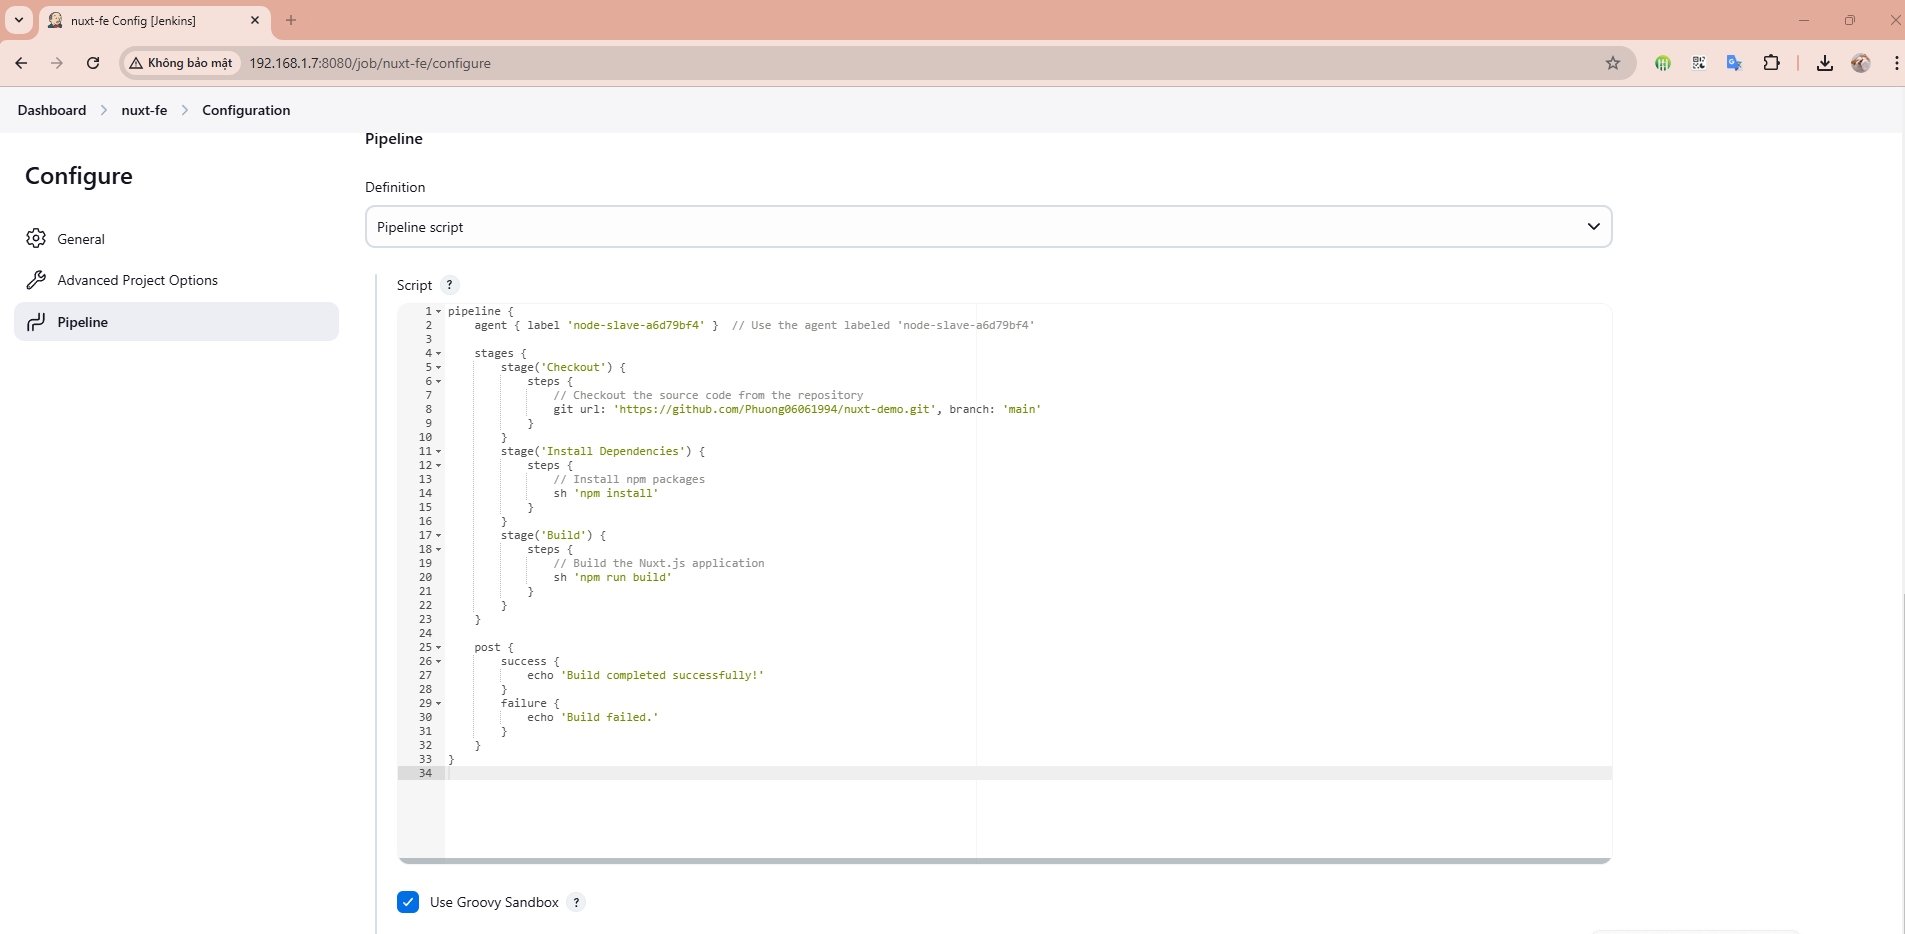 nuxt-fe Config [Jenkins]
Không bảo mật
192.168.1.7:8080/job/nuxt-fe/configure
Dashboard > nuxt-fe > Configuration
Configure
General
Advanced Project Options
Pipeline
Pipeline
Definition
Pipeline script
Script ?
1 pipeline {
2     agent { label 'node-slave-a6d79bf4' }  // Use the agent labeled 'node-slave-a6d79bf4'
3
4     stages {
5         stage('Checkout') {
6             steps {
7                 // Checkout the source code from the repository
8                 git url: 'https://github.com/Phuong06061994/nuxt-demo.git', branch: 'main'
9             }
10         }
11         stage('Install Dependencies') {
12             steps {
13                 // Install npm packages
14                 sh 'npm install'
15             }
16         }
17         stage('Build') {
18             steps {
19                 // Build the Nuxt.js application
20                 sh 'npm run build'
21             }
22         }
23     }
24
25     post {
26         success {
27             echo 'Build completed successfully!'
28         }
29         failure {
30             echo 'Build failed.'
31         }
32     }
33 }
34
Use Groovy Sandbox ?